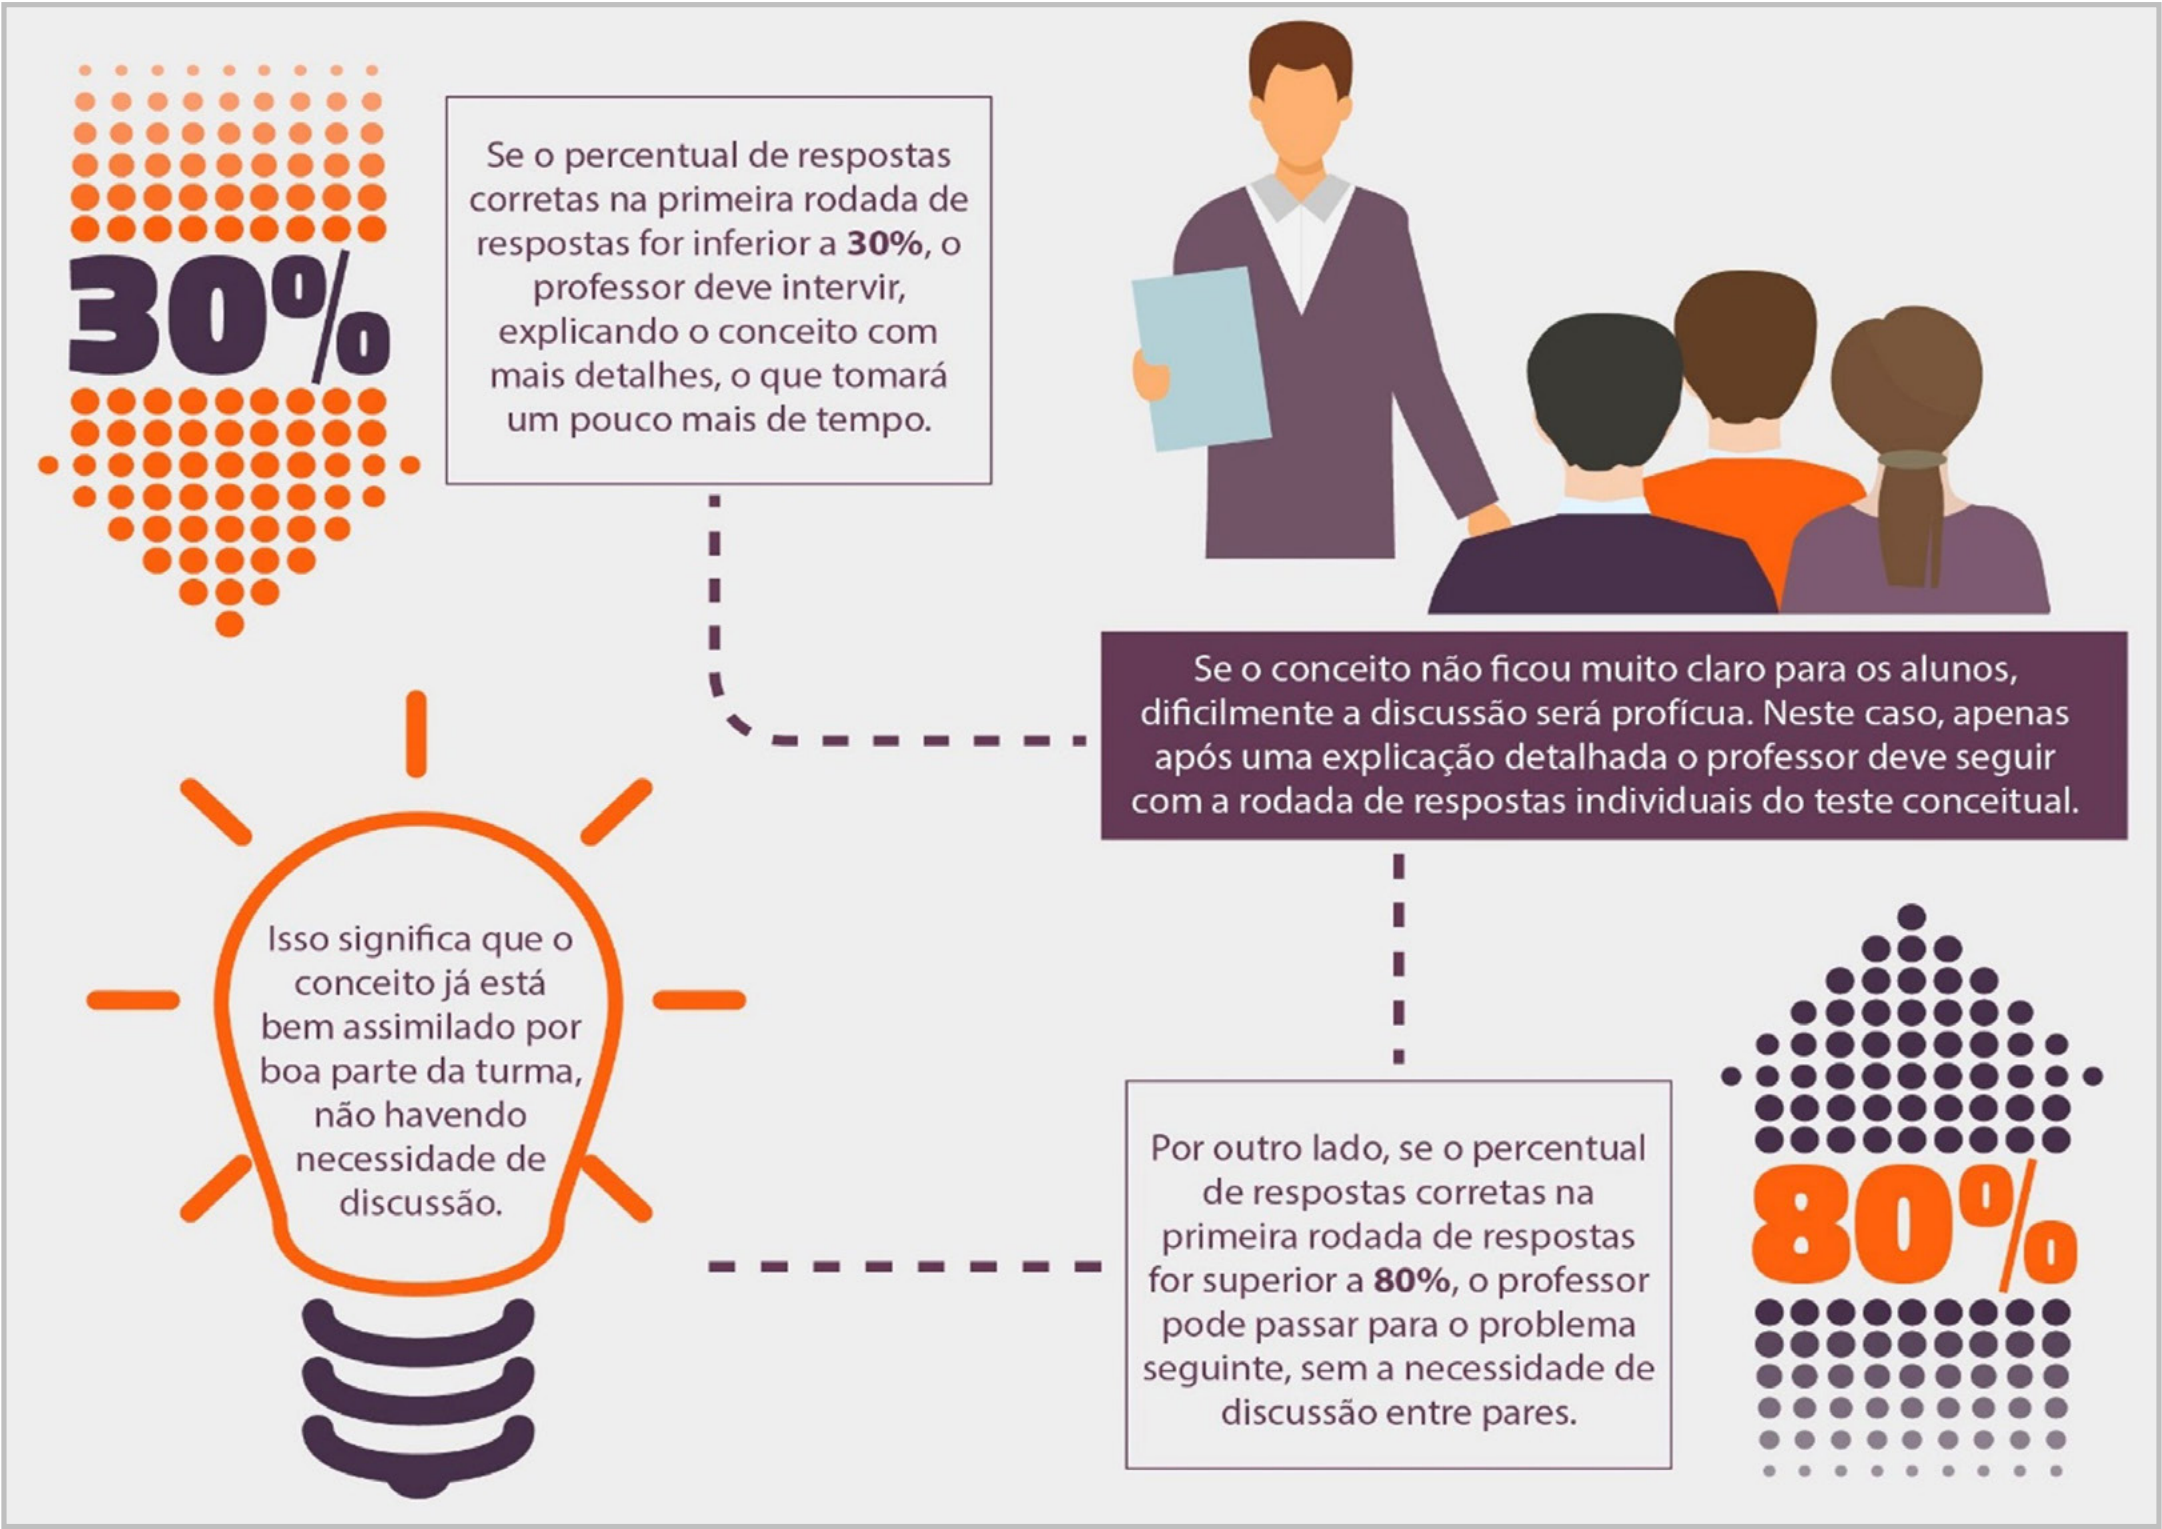 30%
Se o percentual de respostas
corretas na primeira rodada de
respostas for inferior a 30%, o
professor deve intervir,
explicando o conceito com
mais detalhes, o que tomará
um pouco mais de tempo.
Se o conceito não ficou muito claro para os alunos,
dificilmente a discussão será profícua. Neste caso, apenas
após uma explicação detalhada o professor deve seguir
com a rodada de respostas individuais do teste conceitual.
Por outro lado, se o percentual
de respostas corretas na
primeira rodada de respostas
for superior a 80%, o professor
pode passar para o problema
seguinte, sem a necessidade de
discussão entre pares.
80%
Isso significa que o
conceito já está
bem assimilado por
boa parte da turma,
não havendo
necessidade de
discussão.